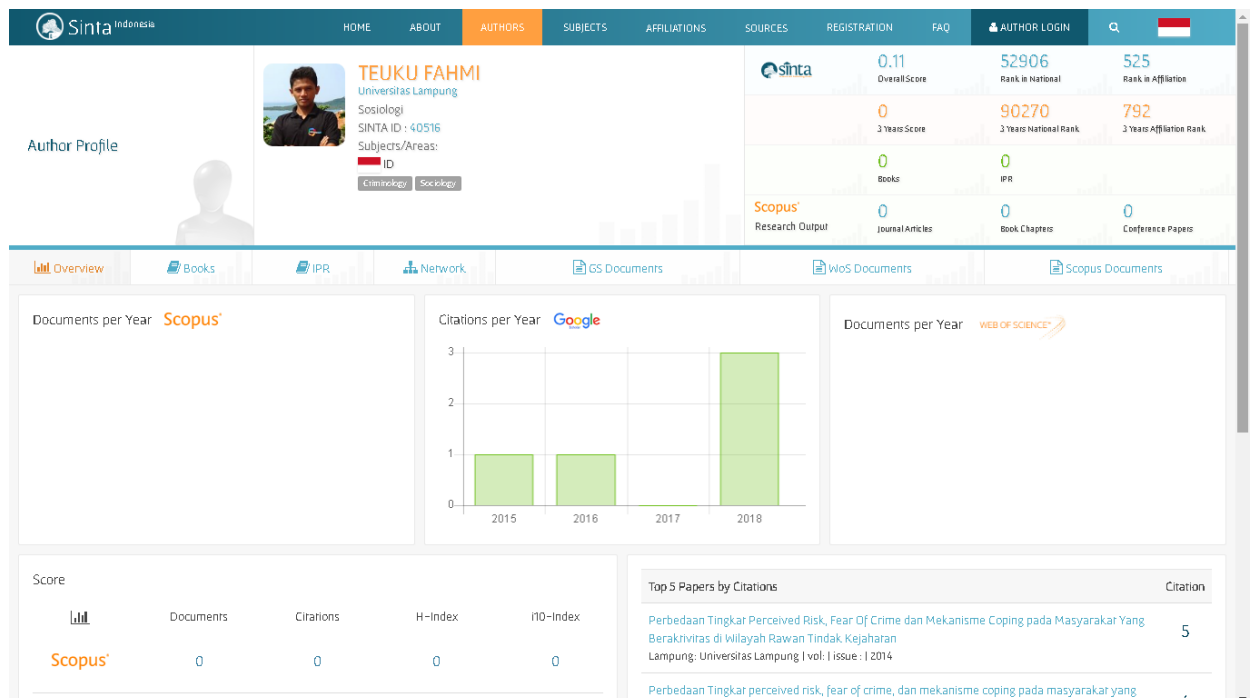 Sinta Indonesia
HOME ABOUT AUTHORS SUBJECTS AFFILIATIONS SOURCES REGISTRATION FAQ AUTHOR LOGIN
Author Profile
TEUKU FAHMI
Universitas Lampung
Sosiologi
SINTA ID : 40516
Subjects/Areas:
ID
Criminology Sociology
sinta
0.11 52906 525
Overall Score Rank in National Rank in Affiliation
0 90270 792
3 Years Score 3 Years National Rank 3 Years Affiliation Rank
0 0
Books IPR
Scopus 0 0 0
Research Output Journal Articles Book Chapters Conference Papers
Overview Books IPR Network GS Documents WoS Documents Scopus Documents
Documents per Year Scopus
Citations per Year Google
3
2
1
0
2015 2016 2017 2018
Documents per Year WEB OF SCIENCE
Score
Documents Citations H-Index i10-Index
Scopus 0 0 0 0
Top 5 Papers by Citations Citation
Perbedaan Tingkat Perceived Risk, Fear Of Crime dan Mekanisme Coping pada Masyarakat Yang
Beraktivitas di Wilayah Rawan Tindak Kejahatan 5
Lampung: Universitas Lampung | vol: | issue : | 2014
Perbedaan Tingkat perceived risk, fear of crime, dan mekanisme coping pada masyarakat yang